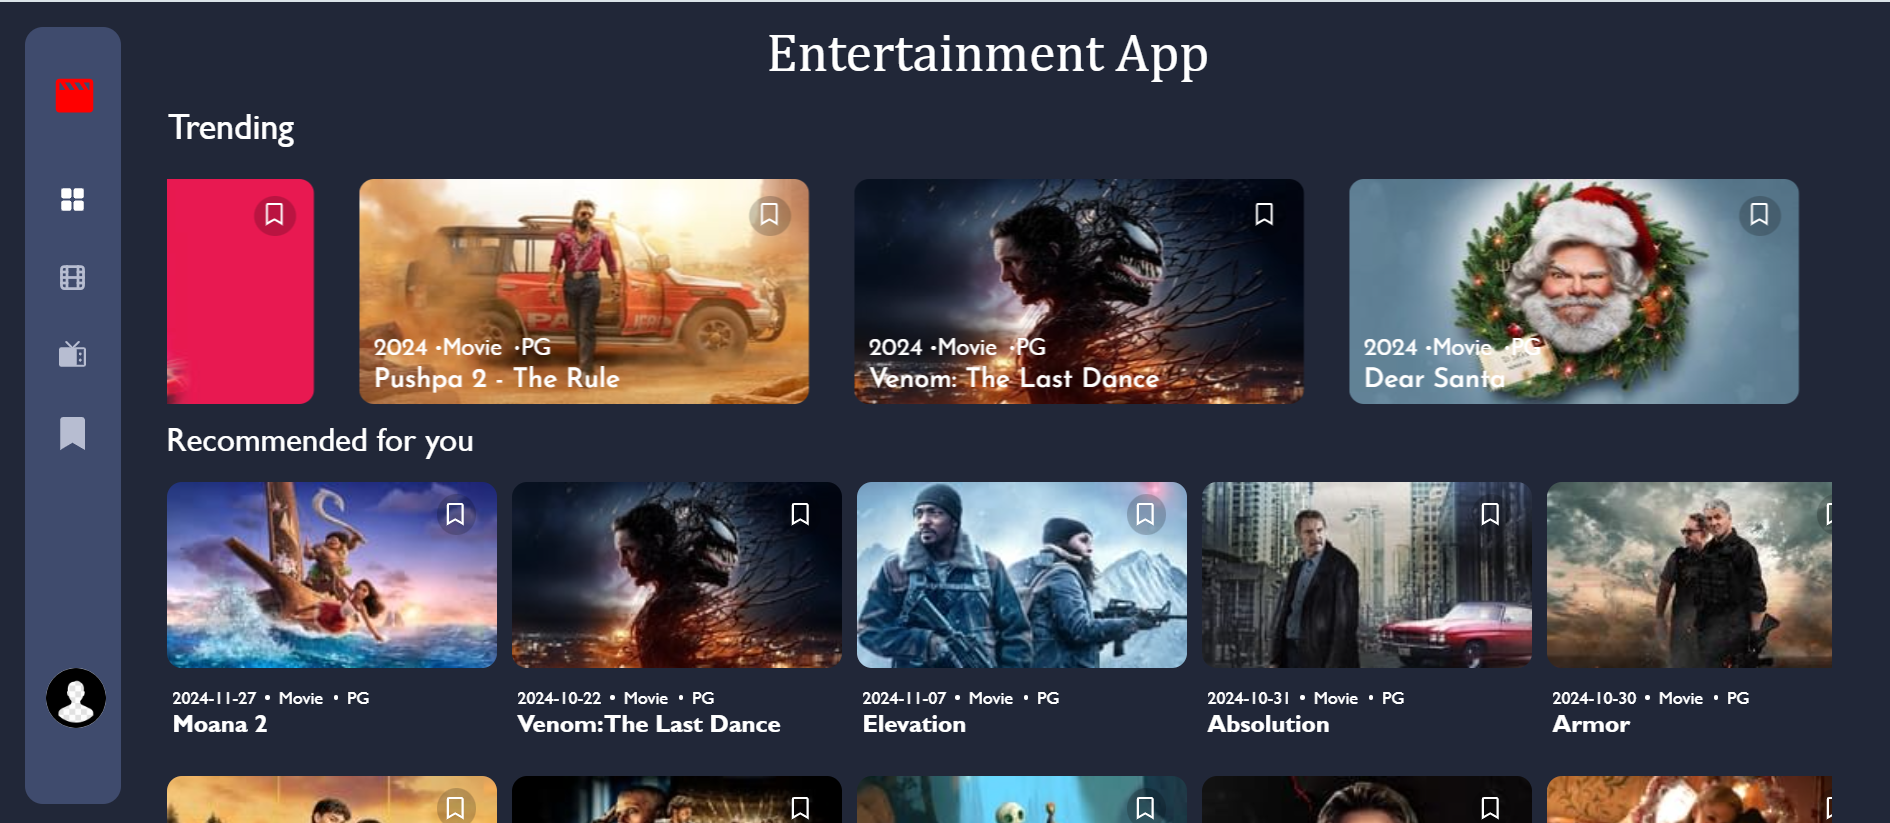 Entertainment App
Trending
2024 •Movie •PG
Pushpa 2 - The Rule
2024 •Movie •PG
Venom: The Last Dance
2024 •Movie •PG
Dear Santa
Recommended for you
2024-11-27 • Movie • PG
Moana 2
2024-10-22 • Movie • PG
Venom:The Last Dance
2024-11-07 • Movie • PG
Elevation
2024-10-31 • Movie • PG
Absolution
2024-10-30 • Movie • PG
Armor